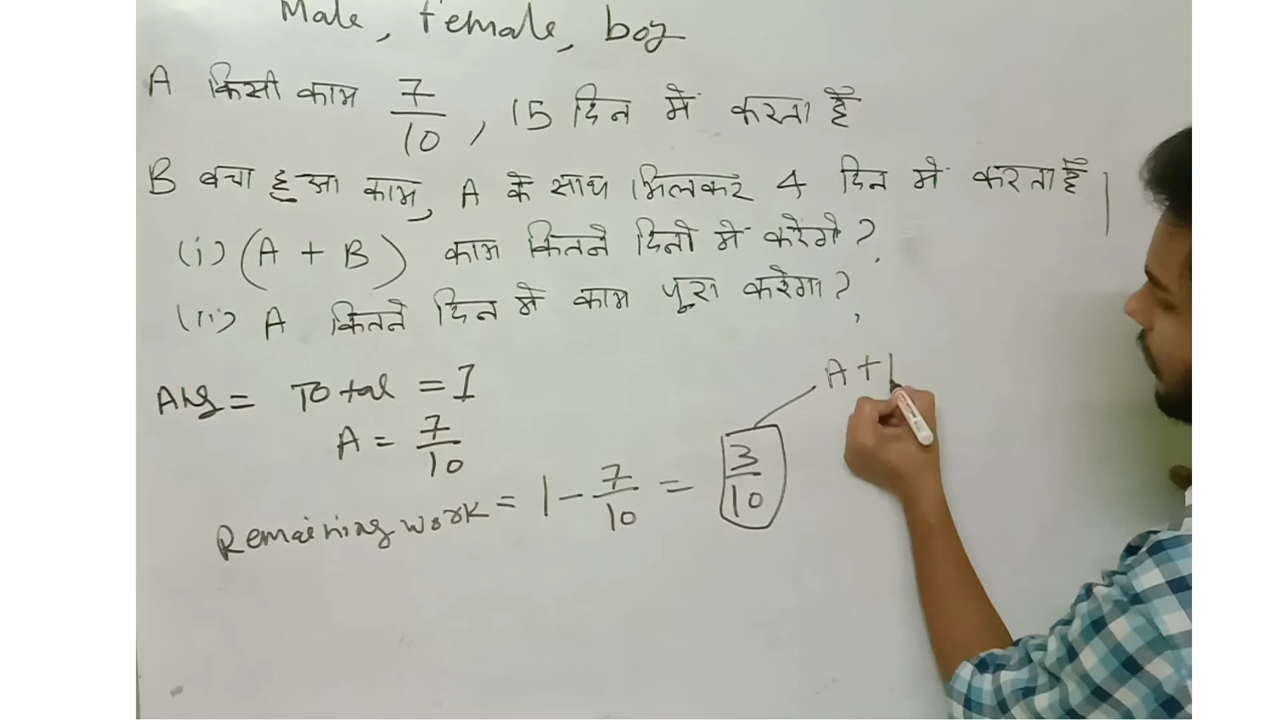 Male, Female, boy
A किसी काम 7/10, 15 दिन में करता है
B बचा हुआ काम, A के साथ मिलकर 4 दिन में करता है।
(i) (A + B) काम कितने दिनो में करेंगे?
(ii) A कितने दिन में काम पूरा करेगा?
Ans = Total = 1
A = 7/10
Remaining work = 1 - 7/10 = 3/10
A +